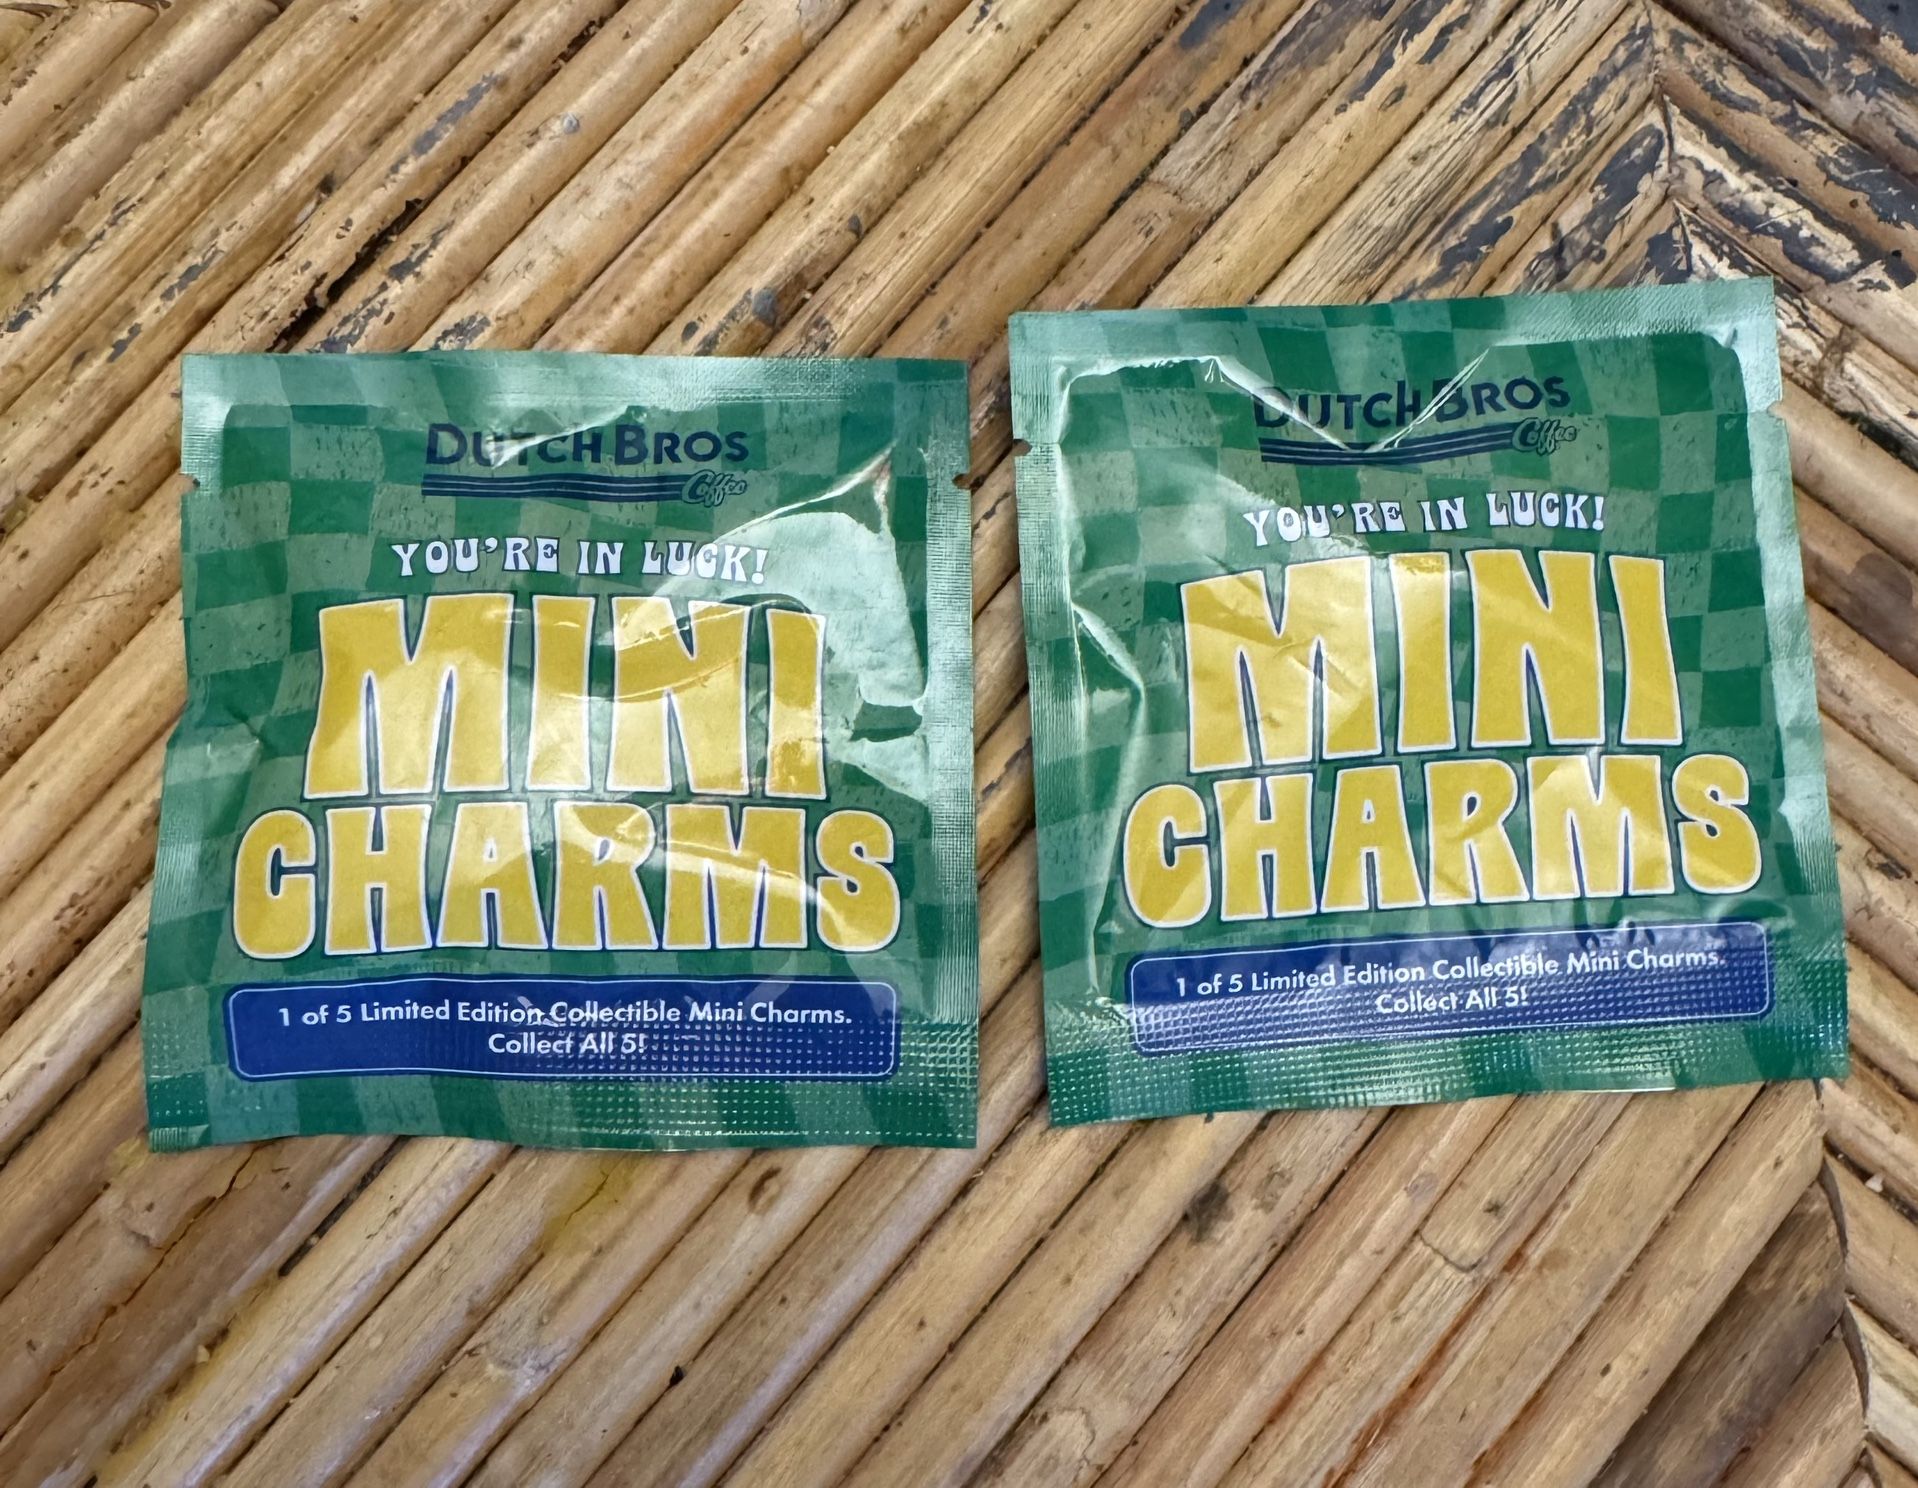 DUTCH BROS
Coffee
YOU'RE IN LUCK!
MINI
CHARMS
1 of 5 Limited Edition Collectible Mini Charms.
Collect All 5!
DUTCH BROS
Coffee
YOU'RE IN LUCK!
MINI
CHARMS
1 of 5 Limited Edition Collectible Mini Charms.
Collect All 5!